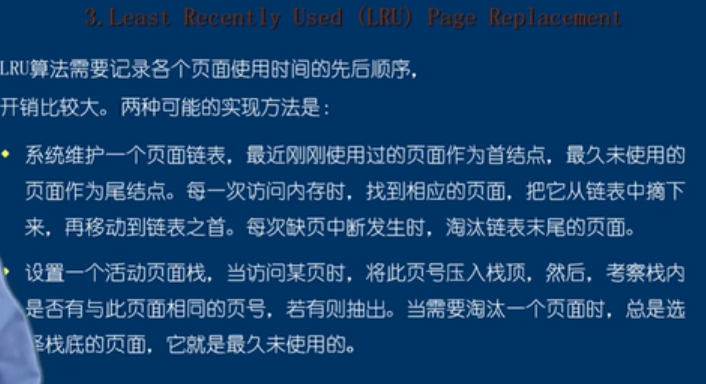 3.Least Recently Used (LRU) Page Replacement
LRU算法需要记录各个页面使用时间的先后顺序，
开销比较大。两种可能的实现方法是：
系统维护一个页面链表，最近刚刚使用过的页面作为首结点，最久未使用的
页面作为尾结点。每一次访问内存时，找到相应的页面，把它从链表中摘下
来，再移动到链表之首。每次缺页中断发生时，淘汰链表末尾的页面。
设置一个活动页面栈，当访问某页时，将此页号压入栈顶，然后，考察栈内
是否有与此页面相同的页号，若有则抽出。当需要淘汰一个页面时，总是选
择栈底的页面，它就是最久未使用的。